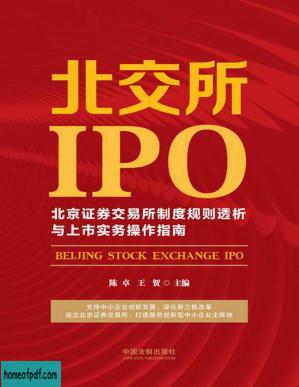 北交所
IPO
北京证券交易所制度规则透析
与上市实务操作指南
BEIJING STOCK EXCHANGE IPO
陈 卓 王 贺 主编
支持中小企业创新发展，深化新三板改革
设立北京证券交易所，打造服务创新型中小企业主阵地
中国法制出版社
CHINA LEGAL PUBLISHING HOUSE
homeofpdf.com